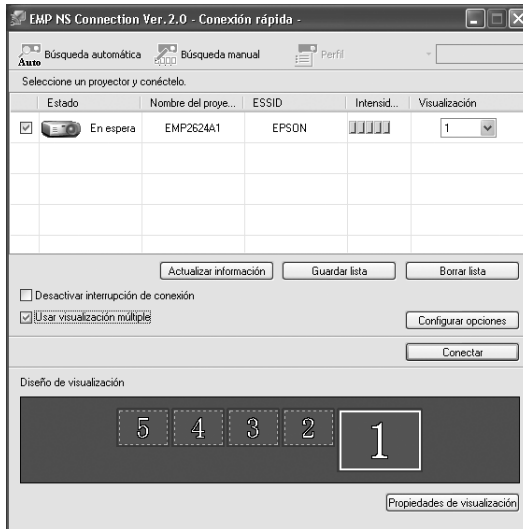 EMP NS Connection Ver.2.0 - Conexión rápida -
Auto Búsqueda automática Búsqueda manual Perfil
Seleccione un proyector y conéctelo.
Estado Nombre del proye... ESSID Intensid... Visualización
En espera EMP2624A1 EPSON 1
Actualizar información Guardar lista Borrar lista
Desactivar interrupción de conexión
Usar visualización múltiple
Configurar opciones
Conectar
Diseño de visualización
5 4 3 2 1
Propiedades de visualización